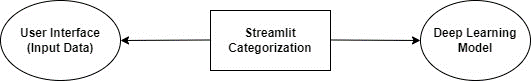 User Interface
(Input Data)
Streamlit
Categorization
Deep Learning
Model